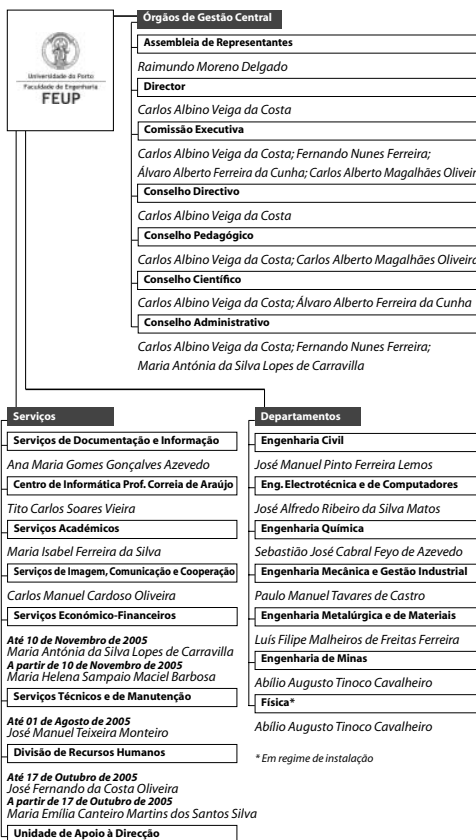 Universidade do Porto
Faculdade de Engenharia
FEUP
Órgãos de Gestão Central
Assembleia de Representantes
Raimundo Moreno Delgado
Director
Carlos Albino Veiga da Costa
Comissão Executiva
Carlos Albino Veiga da Costa; Fernando Nunes Ferreira;
Álvaro Alberto Ferreira da Cunha; Carlos Alberto Magalhães
Conselho Directivo
Carlos Albino Veiga da Costa
Conselho Pedagógico
Carlos Albino Veiga da Costa; Carlos Alberto Magalhães Oliveira
Conselho Científico
Carlos Albino Veiga da Costa; Álvaro Alberto Ferreira da Cunha
Conselho Administrativo
Carlos Albino Veiga da Costa; Fernando Nunes Ferreira;
Maria Antónia da Silva Lopes de Carravilla
Serviços
Serviços de Documentação e Informação
Ana Maria Gomes Gonçalves Azevedo
Centro de Informática Prof. Correia de Araújo
Tito Carlos Soares Vieira
Serviços Académicos
Maria Isabel Ferreira da Silva
Serviços de Imagem, Comunicação e Cooperação
Carlos Manuel Cardoso Oliveira
Serviços Económico-Financeiros
Até 10 de Novembro de 2005
Maria Antónia da Silva Lopes de Carravilla
A partir de 10 de Novembro de 2005
Maria Helena Sampaio Maciel Barbosa
Serviços Técnicos e de Manutenção
Até 01 de Agosto de 2005
José Manuel Teixeira Monteiro
Divisão de Recursos Humanos
Até 17 de Outubro de 2005
José Fernando da Costa Oliveira
A partir de 17 de Outubro de 2005
Maria Emília Canteiro Martins dos Santos Silva
Unidade de Apoio à Direcção
Departamentos
Engenharia Civil
José Manuel Pinto Ferreira Lemos
Eng. Electrotécnica e de Computadores
José Alfredo Ribeiro da Silva Matos
Engenharia Química
Sebastião José Cabral Feyo de Azevedo
Engenharia Mecânica e Gestão Industrial
Paulo Manuel Tavares de Castro
Engenharia Metalúrgica e de Materiais
Luís Filipe Malheiros de Freitas Ferreira
Engenharia de Minas
Abílio Augusto Tinoco Cavalheiro
Física*
Abílio Augusto Tinoco Cavalheiro
* Em regime de instalação